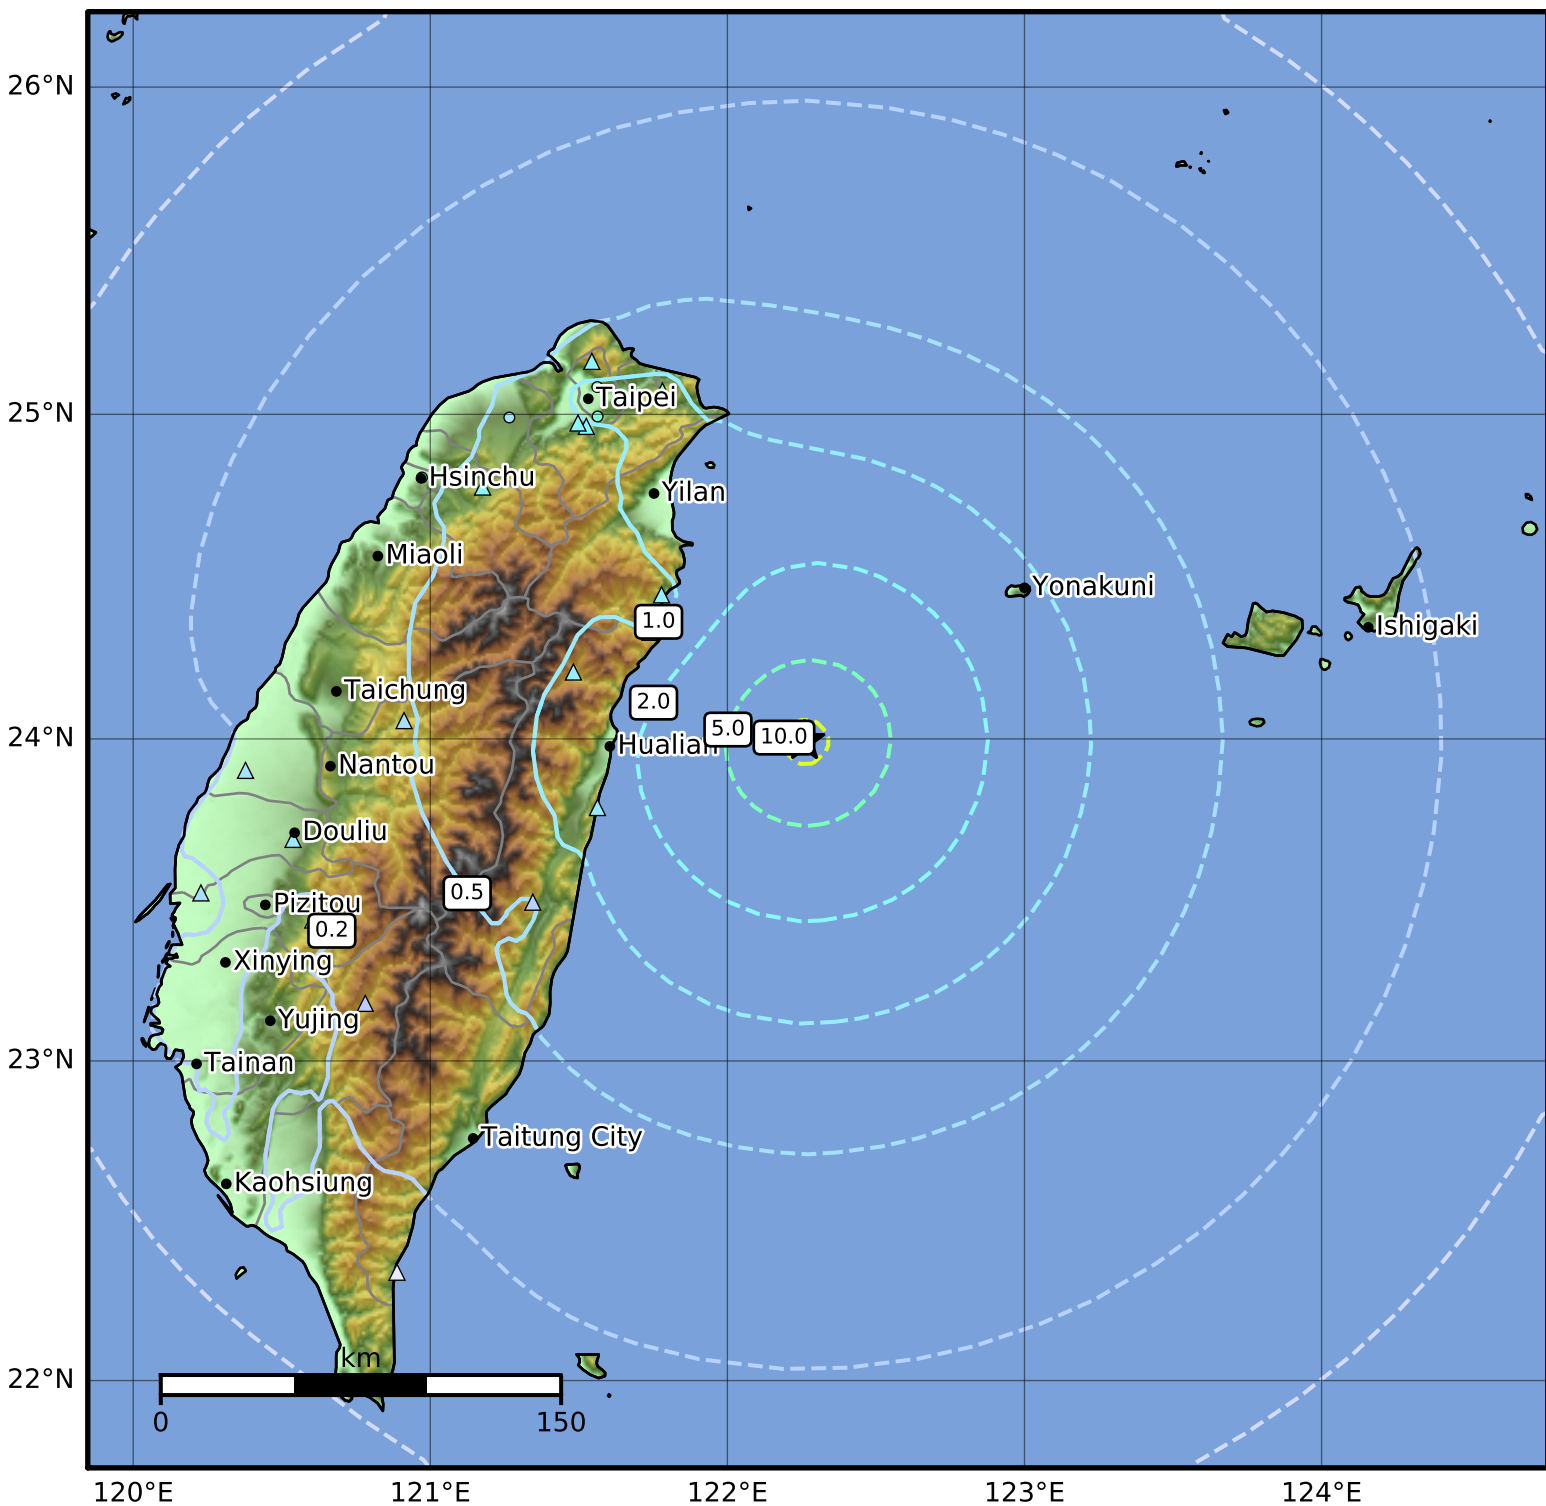 26°N
25°N
24°N
23°N
22°N
Taipei
Hsinchu
Yilan
Miaoli
Yonakuni
1.0
Ishigaki
Taichung
2.0
5.0
10.0
Hualian
Nantou
Douliu
0.5
Pizitou
0.2
Xinying
Yujing
Tainan
Taitung City
Kaohsiung
km
0
150
120°E
121°E
122°E
123°E
124°E